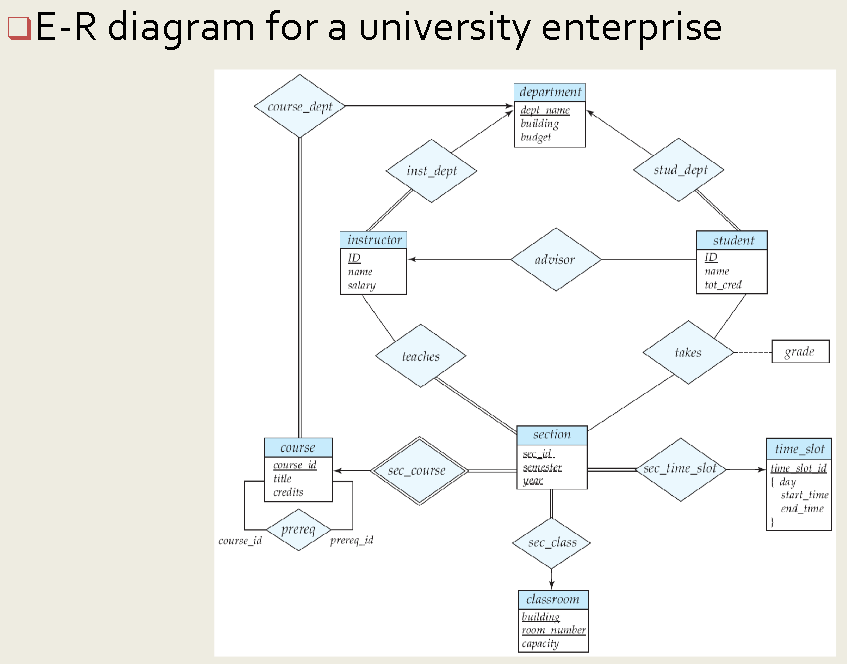 E-R diagram for a university enterprise
course_dept
department
dept_name
building
budget
inst_dept
stud_dept
instructor
ID
name
salary
advisor
student
ID
name
tot_cred
teaches
takes
grade
course
course_id
title
credits
sec_course
section
sec_id
semester
year
sec_time_slot
time_slot
time_slot_id
{ day
start_time
end_time
}
prereq
course_id
prereq_id
sec_class
classroom
building
room_number
capacity